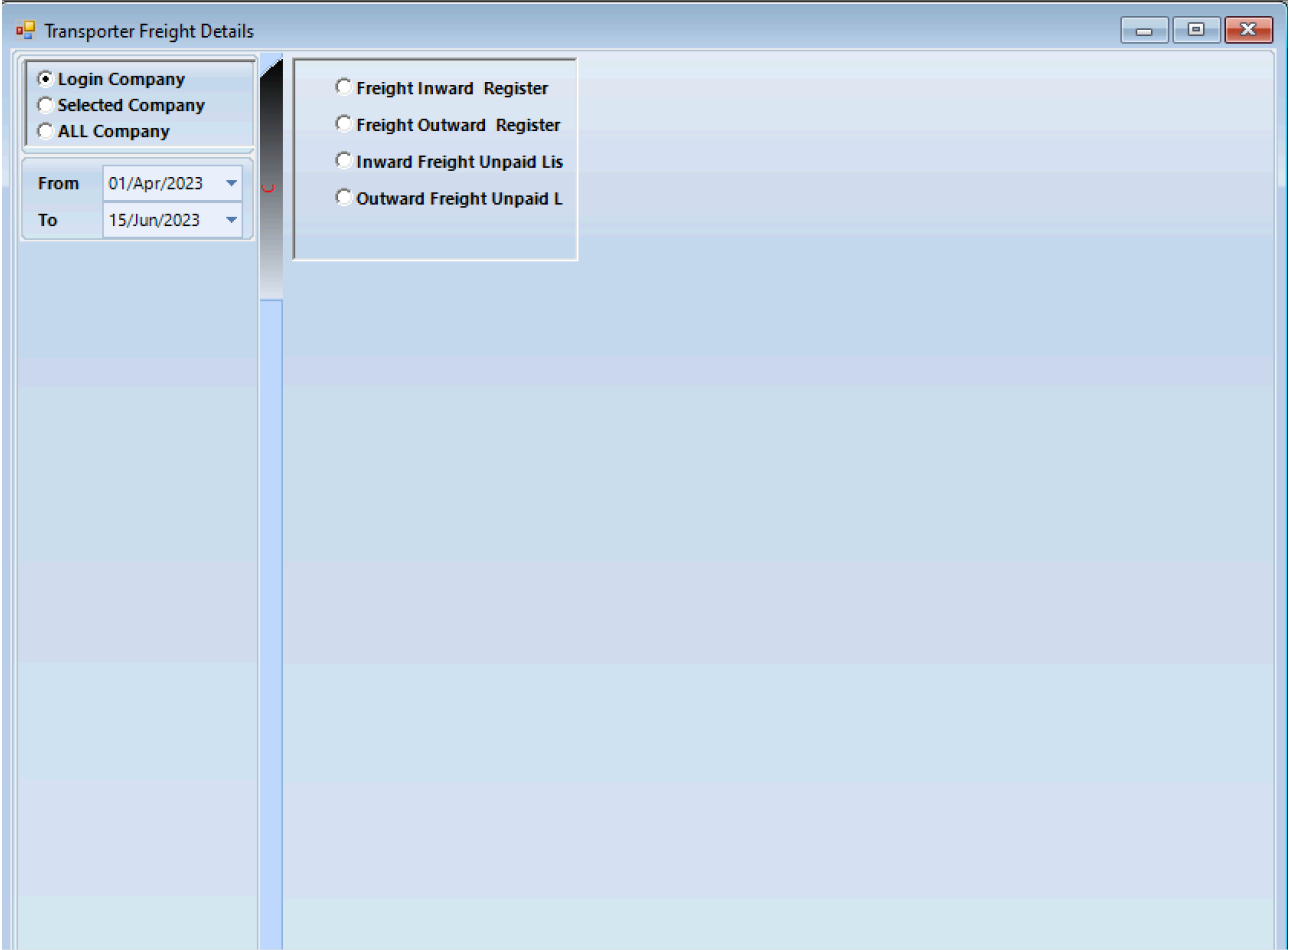 Transporter Freight Details
Login Company
Selected Company
ALL Company
From 01/Apr/2023
To 15/Jun/2023
Freight Inward  Register
Freight Outward  Register
Inward Freight Unpaid Lis
Outward Freight Unpaid L